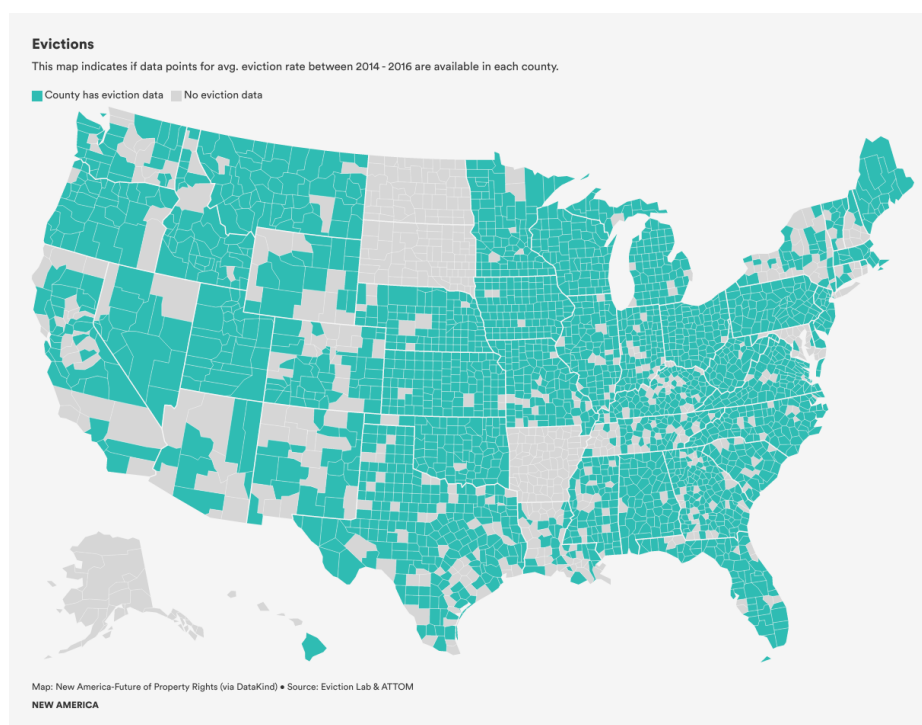 Evictions
This map indicates if data points for avg. eviction rate between 2014 - 2016 are available in each county.
County has eviction data No eviction data
Map: New America-Future of Property Rights (via DataKind) • Source: Eviction Lab & ATTOM
NEW AMERICA